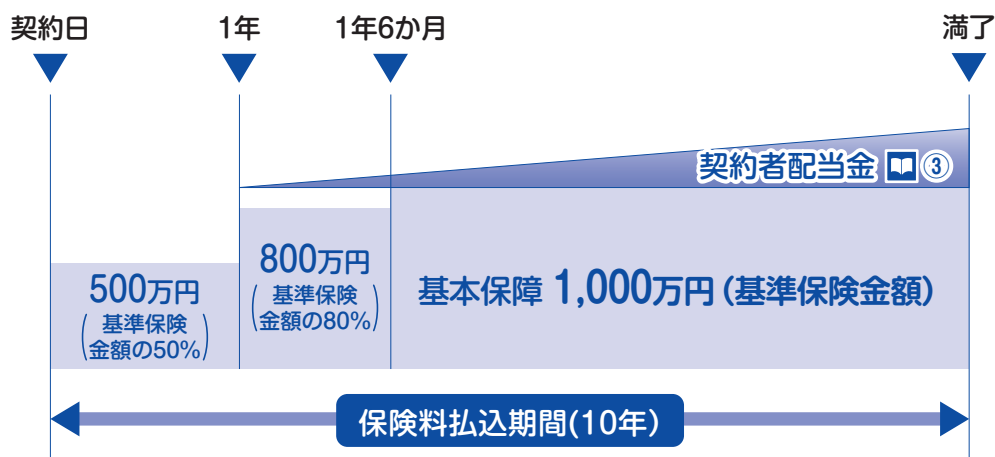 契約日
1年
1年6か月
満了
契約者配当金 ③
500万円
(基準保険
金額の50%)
800万円
(基準保険
金額の80%)
基本保障 1,000万円(基準保険金額)
保険料払込期間(10年)